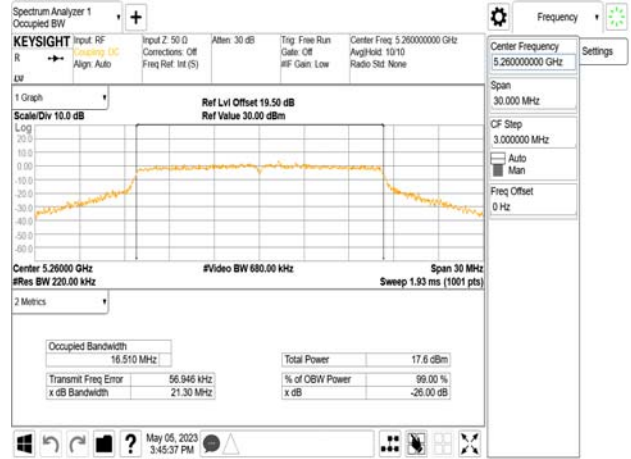 Spectrum Analyzer 1
Occupied BW
+
Frequency
KEYSIGHT
R
LXI
Input: RF
Coupling: DC
Align: Auto
Input Z: 50 Ω
Corrections: Off
Freq Ref: Int (S)
Atten: 30 dB
Trig: Free Run
Gate: Off
#IF Gain: Low
Center Freq: 5.260000000 GHz
Avg|Hold: 10/10
Radio Std: None
Center Frequency
5.260000000 GHz
Settings
Span
30.000 MHz
CF Step
3.000000 MHz
Auto
Man
Freq Offset
0 Hz
1 Graph
Scale/Div 10.0 dB
Ref Lvl Offset 19.50 dB
Ref Value 30.00 dBm
Log
20.0
10.0
0.00
-10.0
-20.0
-30.0
-40.0
-50.0
-60.0
Center 5.26000 GHz
#Res BW 220.00 kHz
#Video BW 680.00 kHz
Span 30 MHz
Sweep 1.93 ms (1001 pts)
2 Metrics
Occupied Bandwidth
16.510 MHz
Transmit Freq Error 56.946 kHz
x dB Bandwidth 21.30 MHz
Total Power 17.6 dBm
% of OBW Power 99.00 %
x dB -26.00 dB
?
May 05, 2023
3:45:37 PM